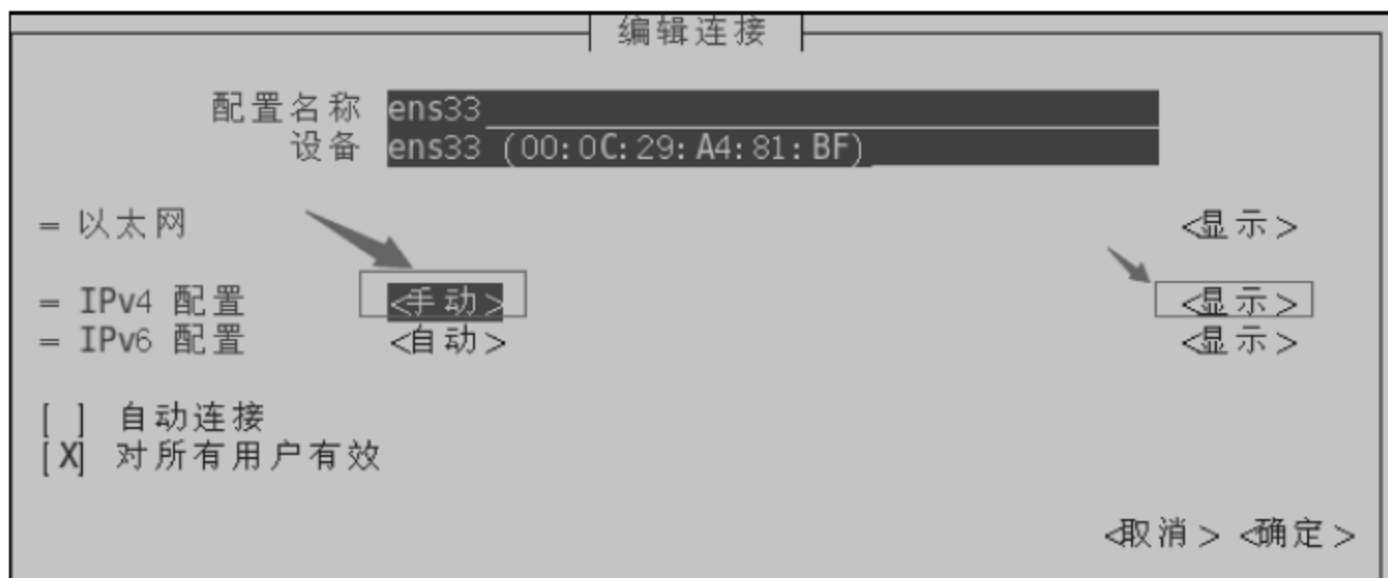 编辑连接
配置名称 ens33
设备 ens33 (00:0C:29:A4:81:BF)
= 以太网 <显示>
= IPv4 配置 <手动> <显示>
= IPv6 配置 <自动> <显示>
[ ] 自动连接
[X] 对所有用户有效
<取消> <确定>